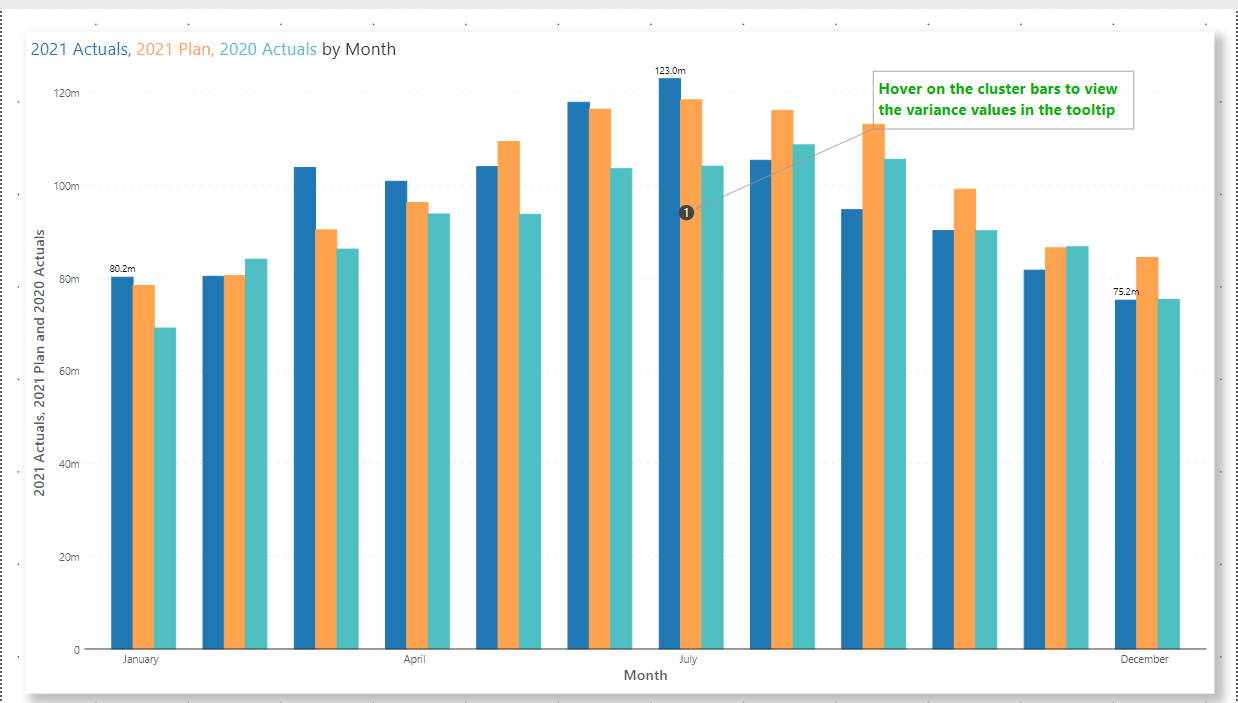 2021 Actuals, 2021 Plan, 2020 Actuals by Month
123.0m
Hover on the cluster bars to view
the variance values in the tooltip
120m
100m
1
80.2m
80m
75.2m
60m
40m
20m
0
2021 Actuals, 2021 Plan and 2020 Actuals
January April July December
Month